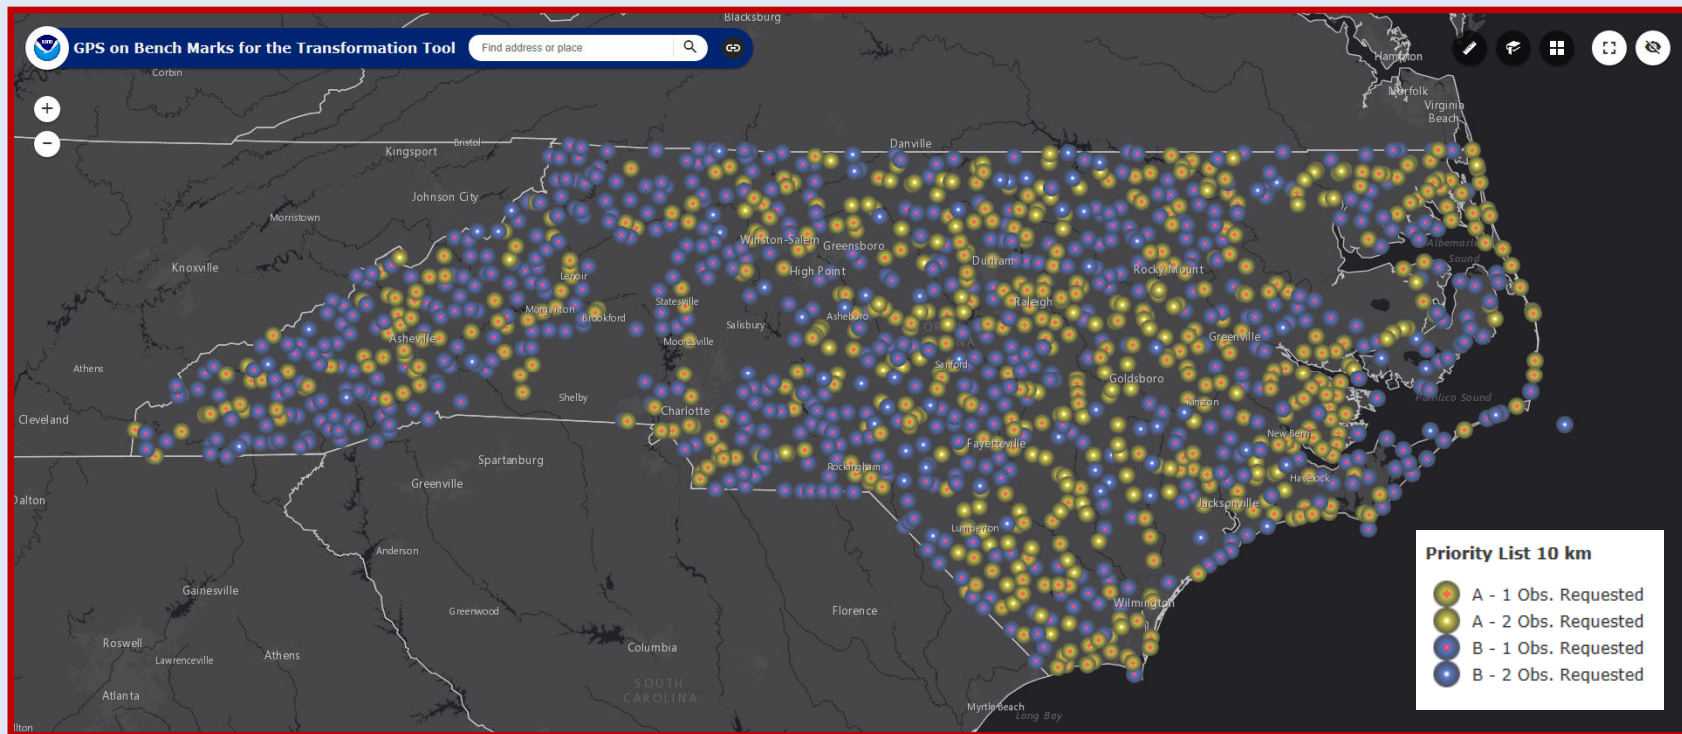 Blacksburg
GPS on Bench Marks for the Transformation Tool
Find address or place
Corbin
Hampton
Norfolk
Virginia
Beach
+
−
Bristol
Danville
Kingsport
Johnson City
Morristown
Winston-Salem
Greensboro
Albemarle
Sound
Knoxville
Durham
High Point
Rocky Mount
Lenoir
Statesville
Raleigh
Morganton
Brookford
Asheboro
Salisbury
Asheville
Mooresville
Greenville
Athens
Sanford
Goldsboro
Shelby
Pamlico Sound
Kinston
Charlotte
Cleveland
New Bern
Fayetteville
Spartanburg
Rockingham
Greenville
Havelock
Dalton
Jacksonville
Lumberton
Anderson
Priority List 10 km
A - 1 Obs. Requested
A - 2 Obs. Requested
B - 1 Obs. Requested
B - 2 Obs. Requested
Gainesville
Wilmington
Greenwood
Florence
Roswell
Columbia
Athens
Lawrenceville
SOUTH
CAROLINA
Atlanta
Myrtle Beach
Long Bay